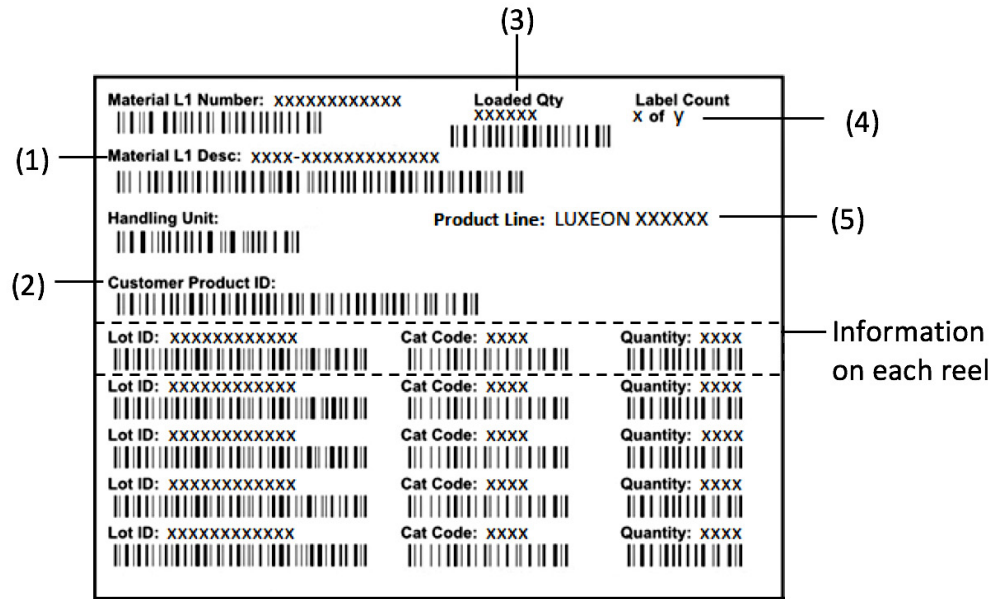 (3)
Material L1 Number: XXXXXXXXXXXX Loaded Qty Label Count
XXXXXX x of y
(4)
(1) Material L1 Desc: XXXX-XXXXXXXXXXXXX
Handling Unit: Product Line: LUXEON XXXXXX (5)
(2) Customer Product ID:
Lot ID: XXXXXXXXXXXX Cat Code: XXXX Quantity: XXXX Information
on each reel
Lot ID: XXXXXXXXXXXX Cat Code: XXXX Quantity: XXXX
Lot ID: XXXXXXXXXXXX Cat Code: XXXX Quantity: XXXX
Lot ID: XXXXXXXXXXXX Cat Code: XXXX Quantity: XXXX
Lot ID: XXXXXXXXXXXX Cat Code: XXXX Quantity: XXXX